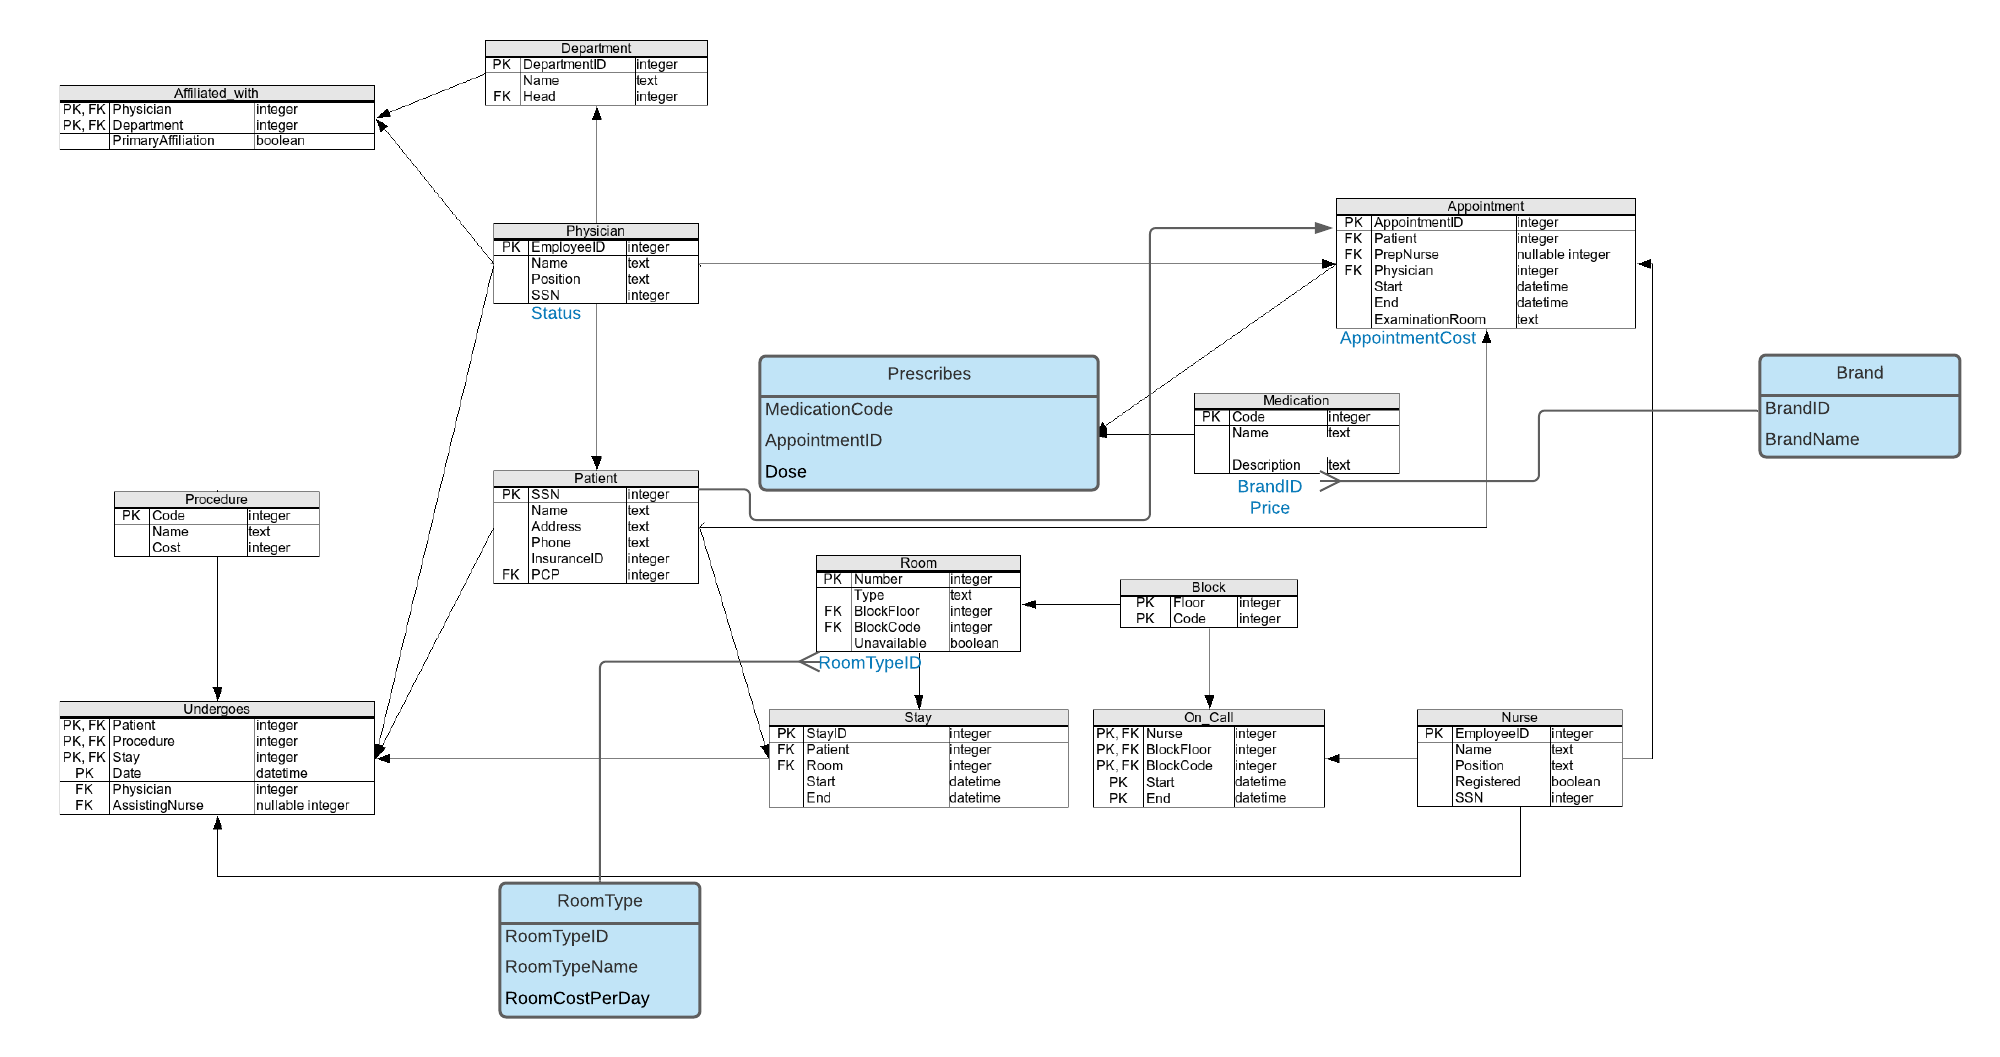 Department
PK DepartmentID integer
Name text
FK Head integer
Affiliated_with
PK, FK Physician integer
PK, FK Department integer
PrimaryAffiliation boolean
Physician
PK EmployeeID integer
Name text
Position text
SSN integer
Status
Appointment
PK AppointmentID integer
FK Patient integer
FK PrepNurse nullable integer
FK Physician integer
Start datetime
End datetime
ExaminationRoom text
AppointmentCost
Prescribes
MedicationCode
AppointmentID
Dose
Medication
PK Code integer
Name text
Description text
BrandID
Price
Brand
BrandID
BrandName
Procedure
PK Code integer
Name text
Cost integer
Patient
PK SSN integer
Name text
Address text
Phone text
InsuranceID integer
FK PCP integer
Room
PK Number integer
Type text
FK BlockFloor integer
FK BlockCode integer
Unavailable boolean
RoomTypeID
Block
PK Floor integer
PK Code integer
Undergoes
PK, FK Patient integer
PK, FK Procedure integer
PK, FK Stay integer
PK Date datetime
FK Physician integer
FK AssistingNurse nullable integer
Stay
PK StayID integer
FK Patient integer
FK Room integer
Start datetime
End datetime
On_Call
PK, FK Nurse integer
PK, FK BlockFloor integer
PK, FK BlockCode integer
PK Start datetime
PK End datetime
Nurse
PK EmployeeID integer
Name text
Position text
Registered boolean
SSN integer
RoomType
RoomTypeID
RoomTypeName
RoomCostPerDay